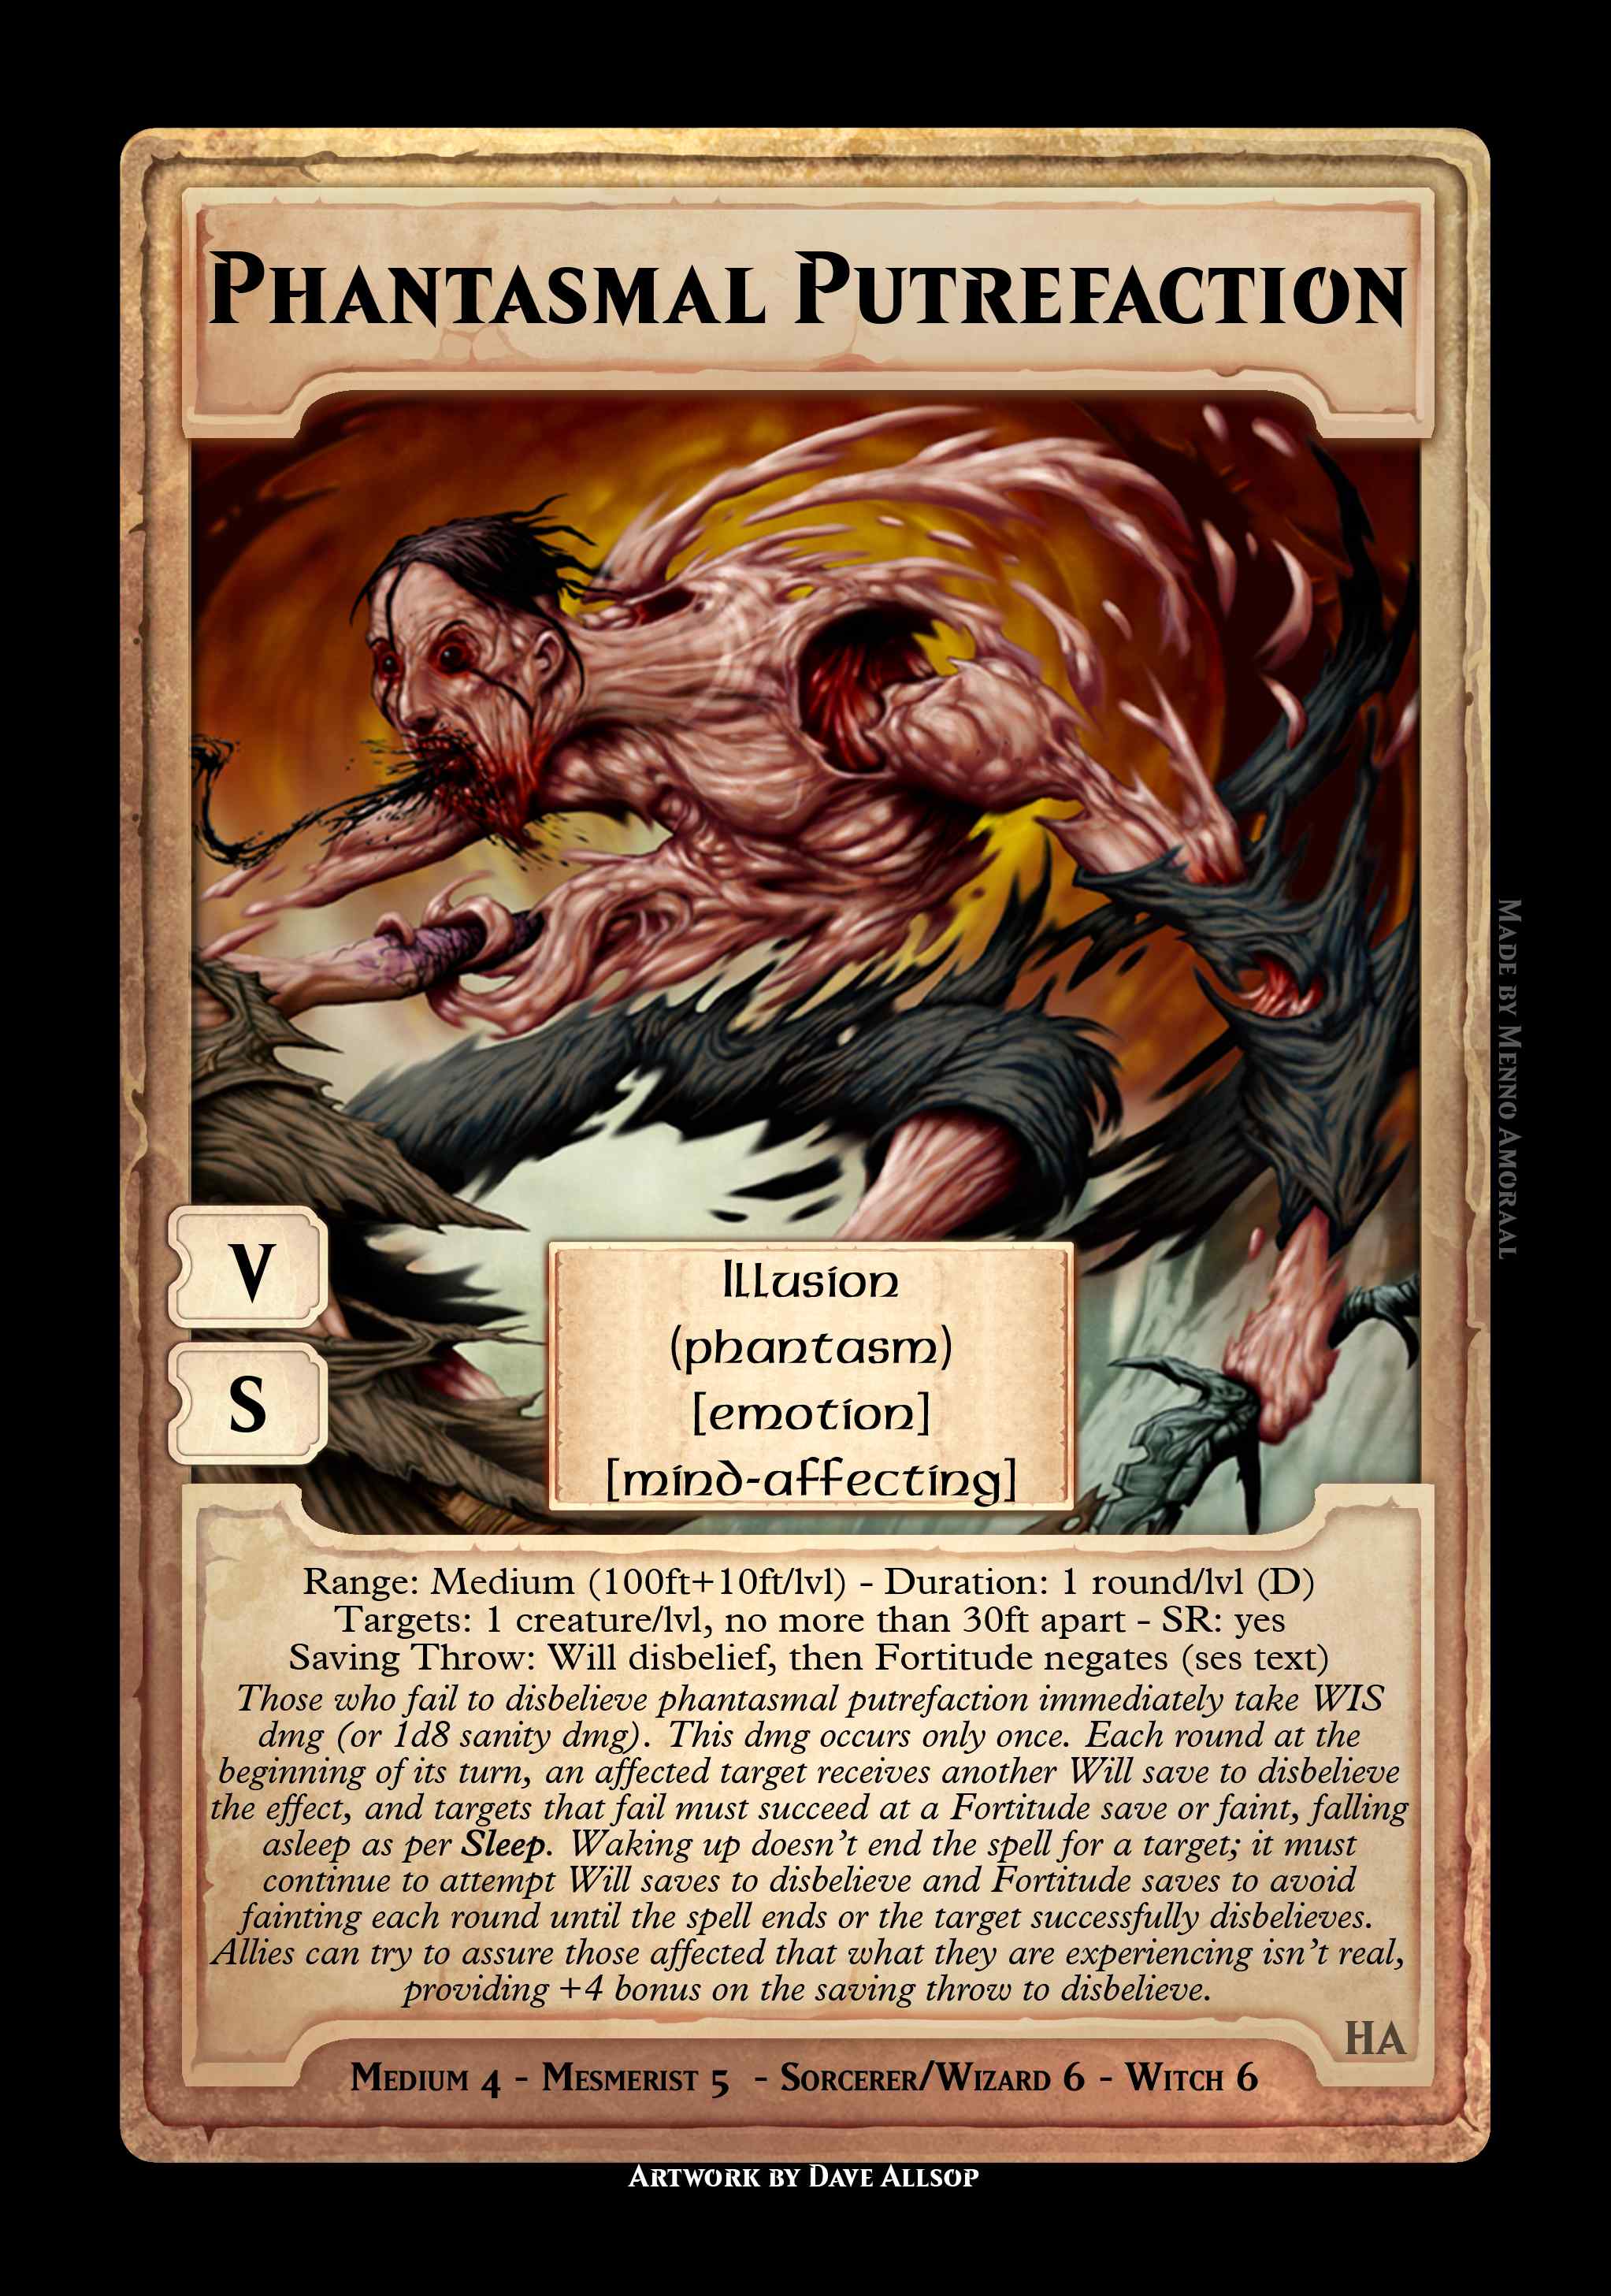 Phantasmal Putrefaction
V
S
Illusion
(phantasm)
[emotion]
[mind-affecting]
Range: Medium (100ft+10ft/lvl) - Duration: 1 round/lvl (D)
Targets: 1 creature/lvl, no more than 30ft apart - SR: yes
Saving Throw: Will disbelief, then Fortitude negates (ses text)
Those who fail to disbelieve phantasmal putrefaction immediately take WIS
dmg (or 1d8 sanity dmg). This dmg occurs only once. Each round at the
beginning of its turn, an affected target receives another Will save to disbelieve
the effect, and targets that fail must succeed at a Fortitude save or faint, falling
asleep as per Sleep. Waking up doesn't end the spell for a target; it must
continue to attempt Will saves to disbelieve and Fortitude saves to avoid
fainting each round until the spell ends or the target successfully disbelieves.
Allies can try to assure those affected that what they are experiencing isn't real,
providing +4 bonus on the saving throw to disbelieve.
HA
Medium 4 - Mesmerist 5 - Sorcerer/Wizard 6 - Witch 6
Artwork by Dave Allsop
Made by Menno Amoraal